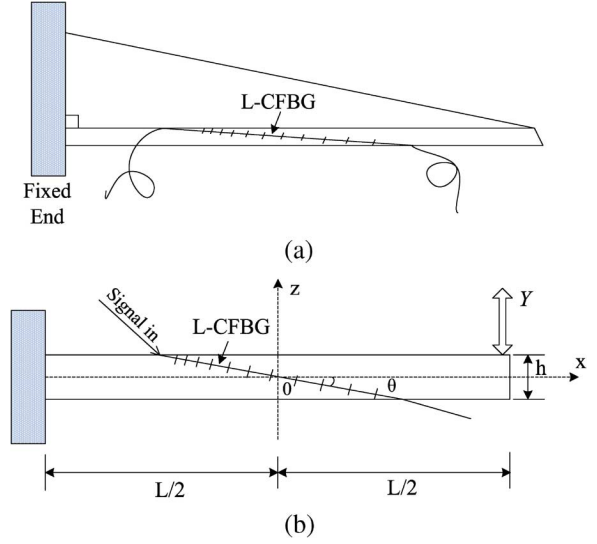 L-CFBG
Fixed
End
(a)
z
Signal in
Y
L-CFBG
x
0
θ
h
L/2
L/2
(b)